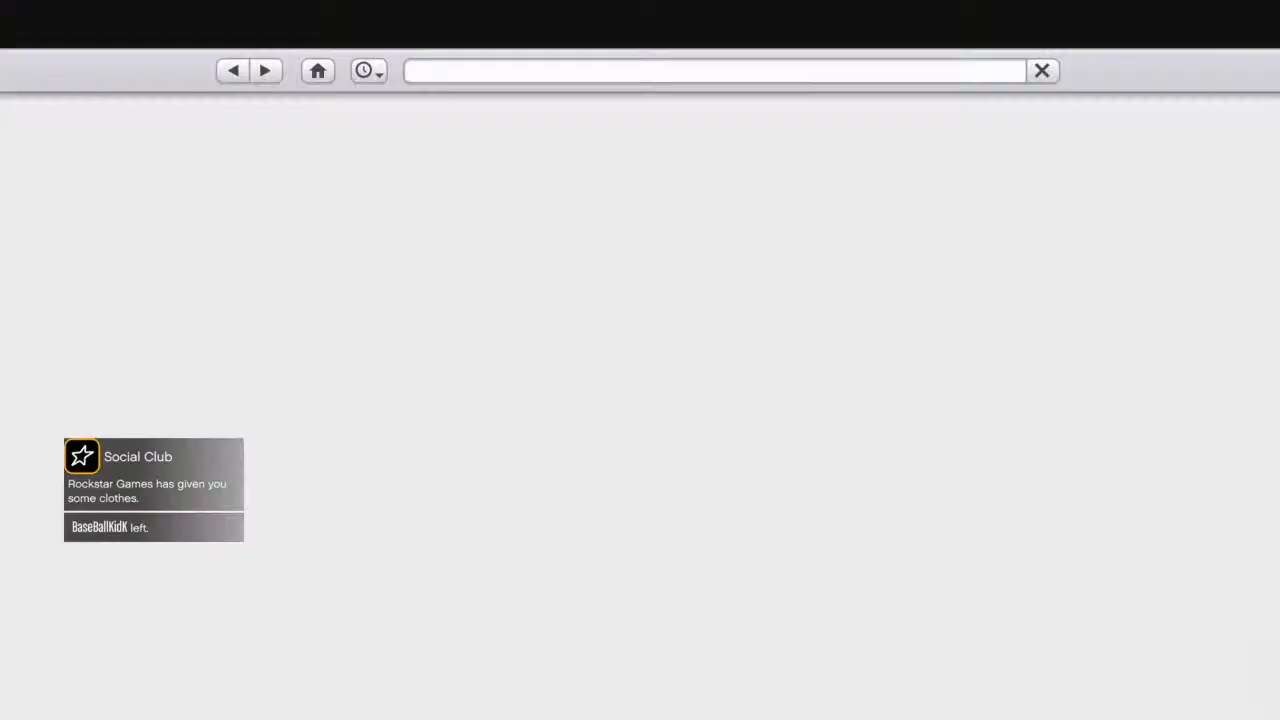 Social Club
Rockstar Games has given you
some clothes.
BaseBallKidK left.